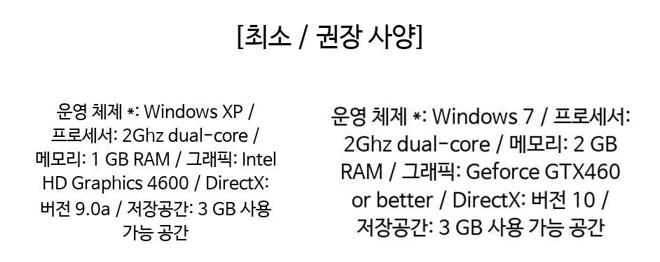 [최소 / 권장 사양]
운영 체제 *: Windows XP /
프로세서: 2Ghz dual-core /
메모리: 1 GB RAM / 그래픽: Intel
HD Graphics 4600 / DirectX:
버전 9.0a / 저장공간: 3 GB 사용
가능 공간
운영 체제 *: Windows 7 / 프로세서:
2Ghz dual-core / 메모리: 2 GB
RAM / 그래픽: Geforce GTX460
or better / DirectX: 버전 10 /
저장공간: 3 GB 사용 가능 공간